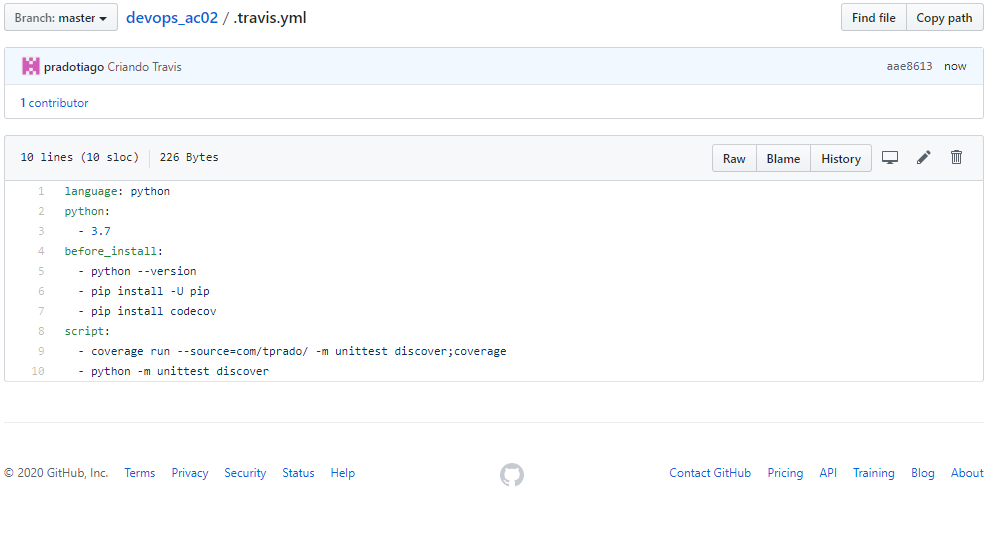 Branch: master devops_ac02 / .travis.yml Find file Copy path
pradotiago Criando Travis aae8613 now
1 contributor
10 lines (10 sloc) 226 Bytes Raw Blame History
1 language: python
2 python:
3 - 3.7
4 before_install:
5 - python --version
6 - pip install -U pip
7 - pip install codecov
8 script:
9 - coverage run --source=com/tprado/ -m unittest discover;coverage
10 - python -m unittest discover
© 2020 GitHub, Inc. Terms Privacy Security Status Help Contact GitHub Pricing API Training Blog About